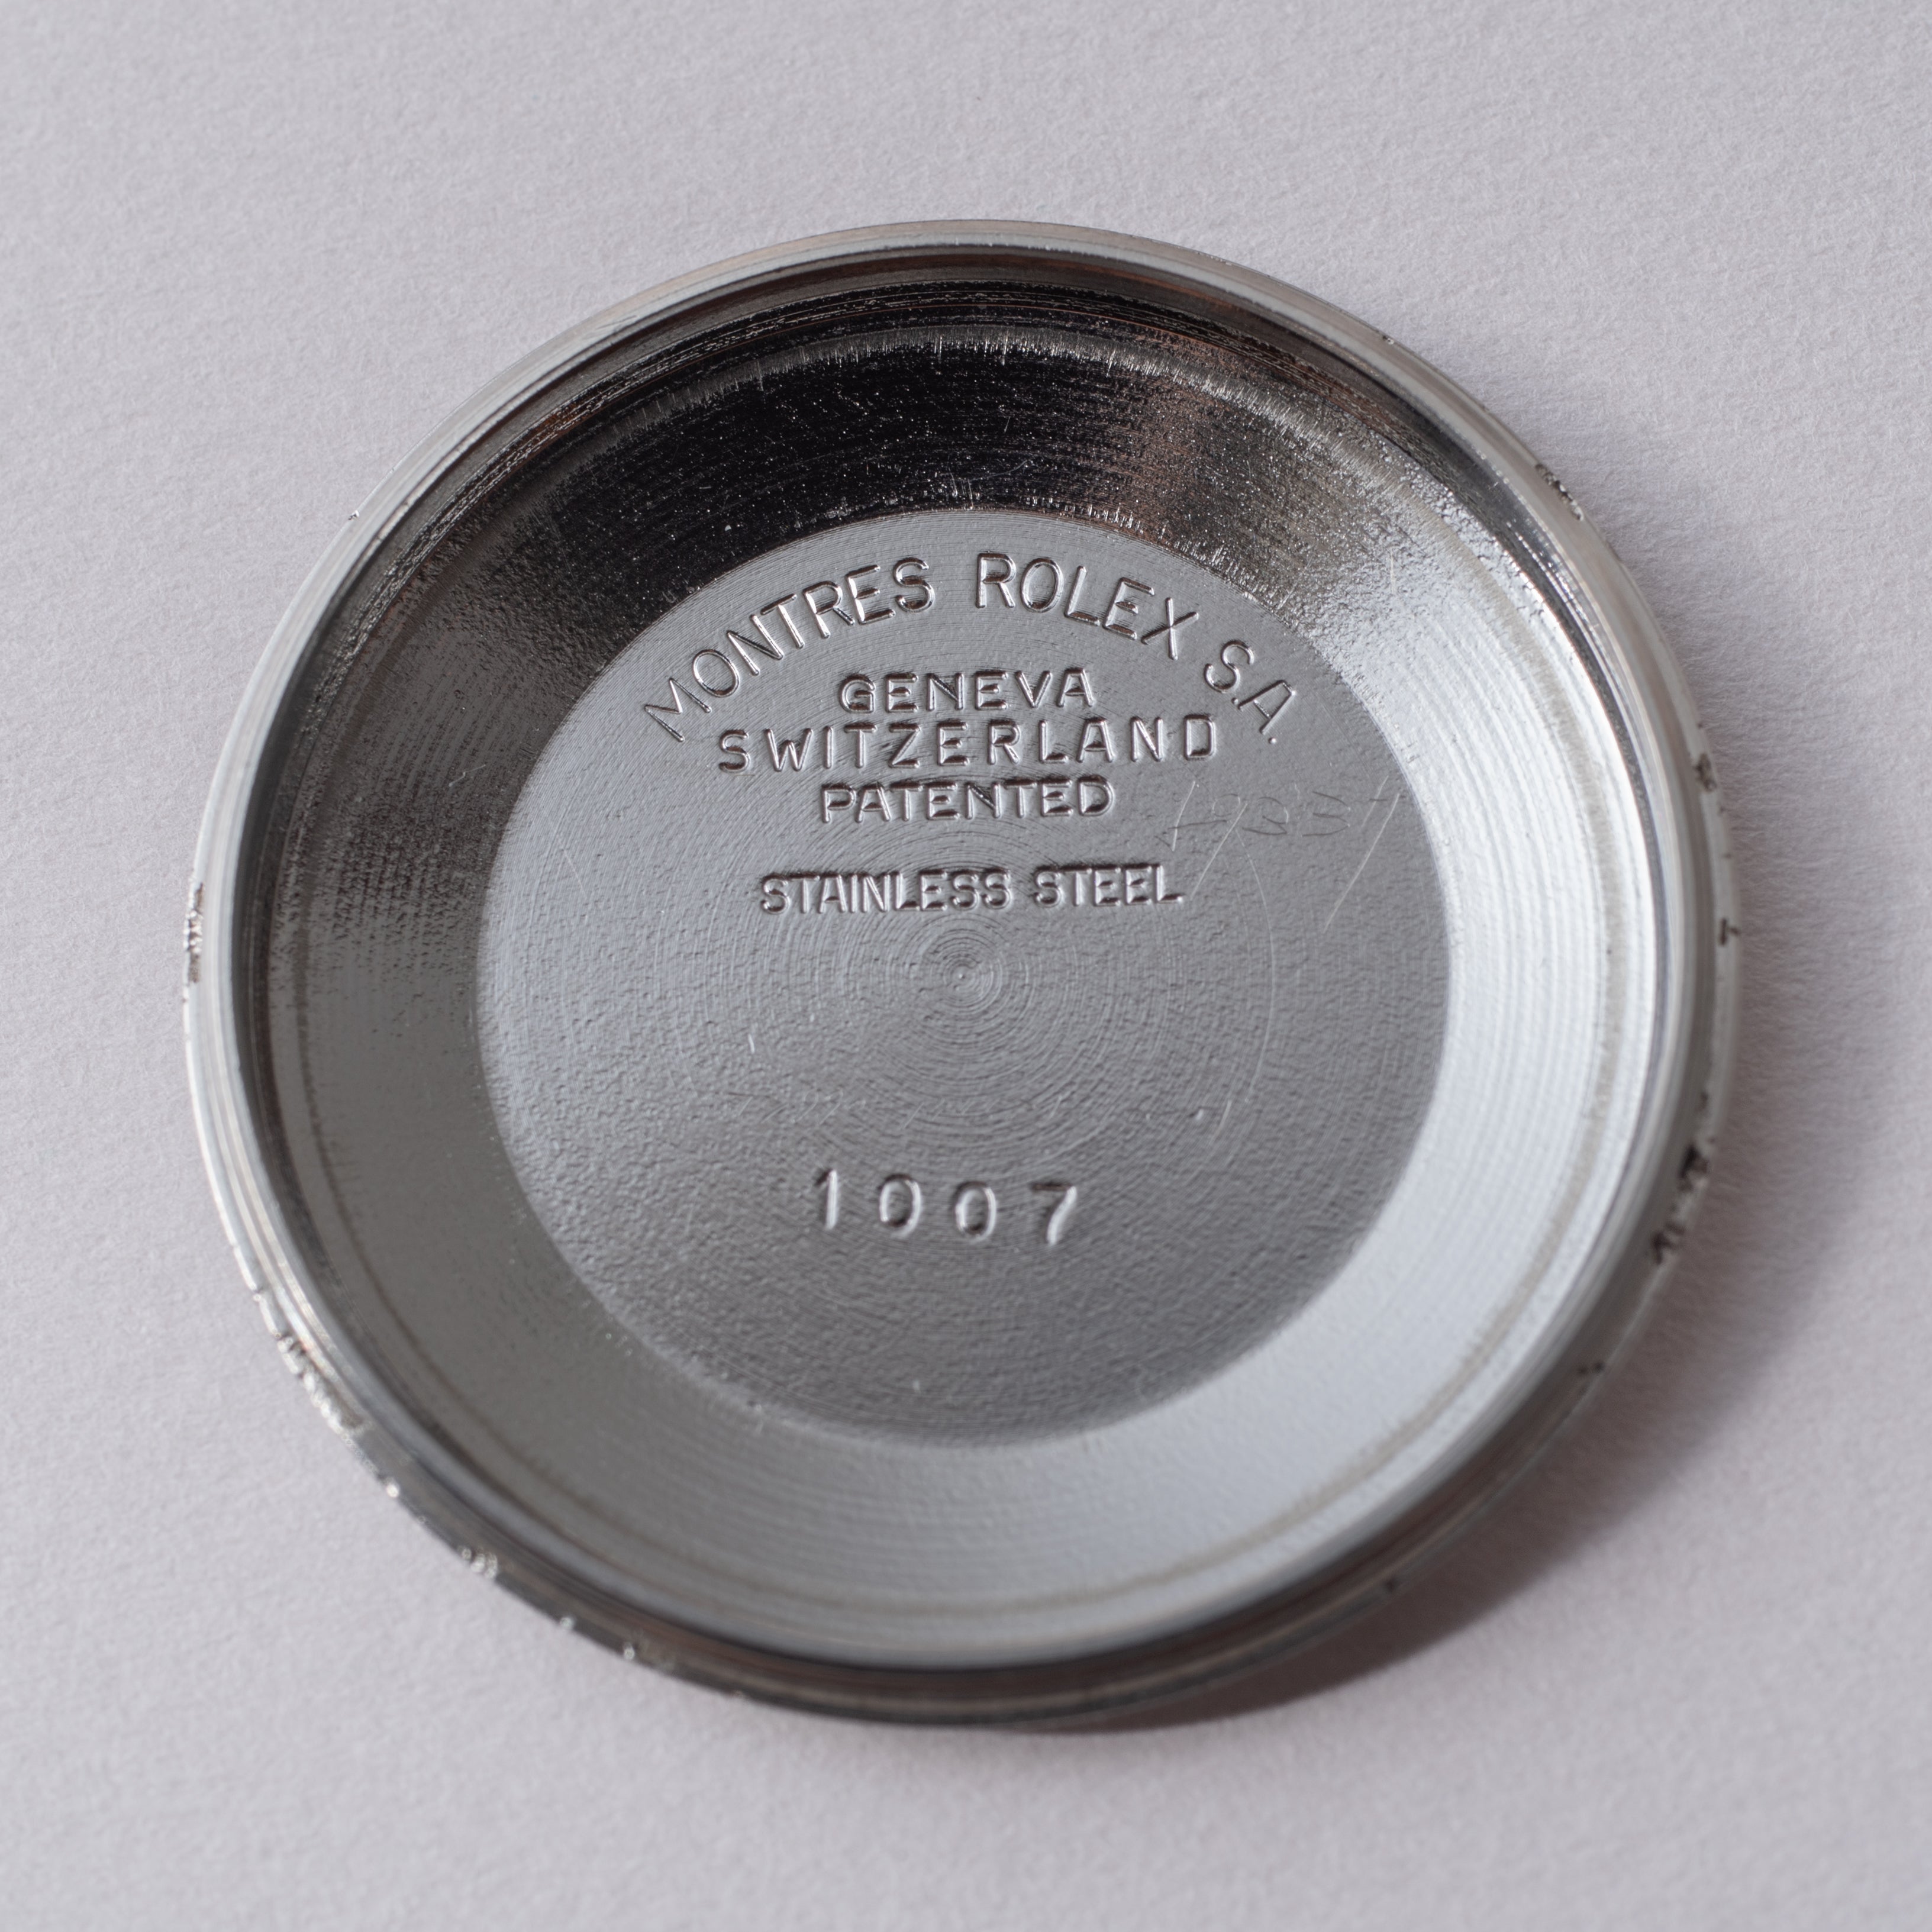 MONTRES ROLEX S.A.
GENEVA
SWITZERLAND
PATENTED
STAINLESS STEEL
1007